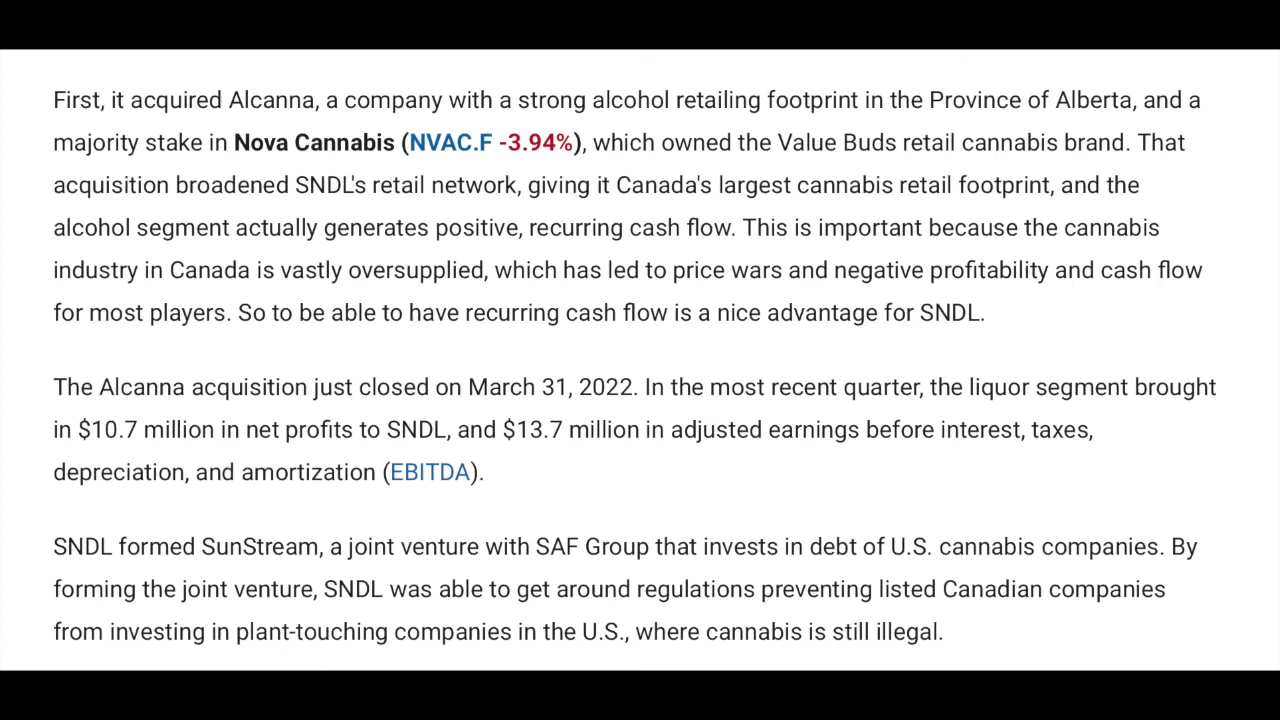 First, it acquired Alcanna, a company with a strong alcohol retailing footprint in the Province of Alberta, and a
majority stake in Nova Cannabis (NVAC.F -3.94%), which owned the Value Buds retail cannabis brand. That
acquisition broadened SNDL's retail network, giving it Canada's largest cannabis retail footprint, and the
alcohol segment actually generates positive, recurring cash flow. This is important because the cannabis
industry in Canada is vastly oversupplied, which has led to price wars and negative profitability and cash flow
for most players. So to be able to have recurring cash flow is a nice advantage for SNDL.
The Alcanna acquisition just closed on March 31, 2022. In the most recent quarter, the liquor segment brought
in $10.7 million in net profits to SNDL, and $13.7 million in adjusted earnings before interest, taxes,
depreciation, and amortization (EBITDA).
SNDL formed SunStream, a joint venture with SAF Group that invests in debt of U.S. cannabis companies. By
forming the joint venture, SNDL was able to get around regulations preventing listed Canadian companies
from investing in plant-touching companies in the U.S., where cannabis is still illegal.